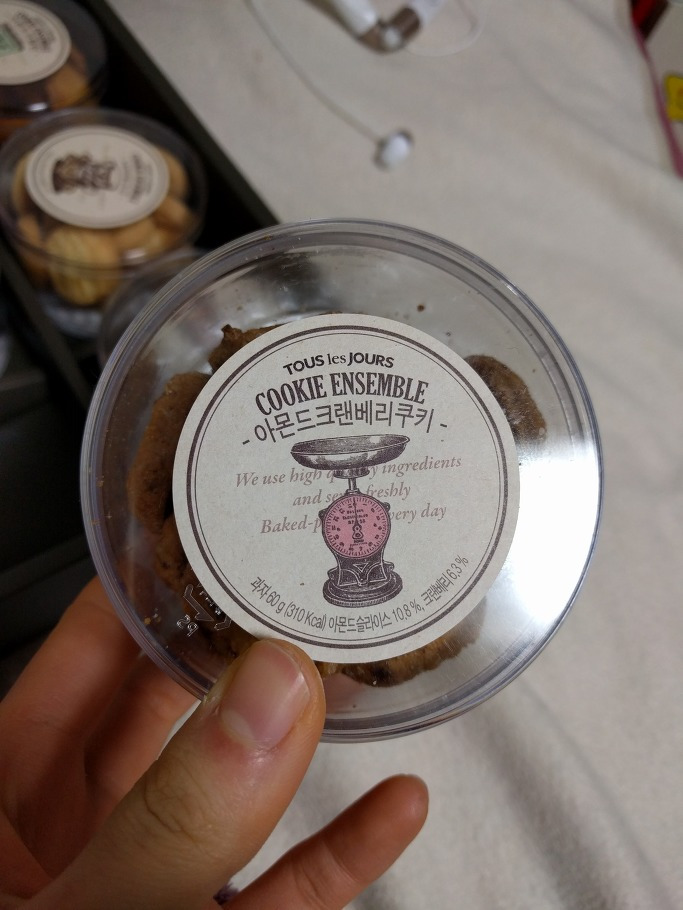 TOUS les JOURS
COOKIE ENSEMBLE
- 아몬드크랜베리쿠키 -
We use high ingredients
and freshly
day
과자 60 g (310 Kcal) 아몬드슬라이스 10.8 %, 크랜베리 6.3 %